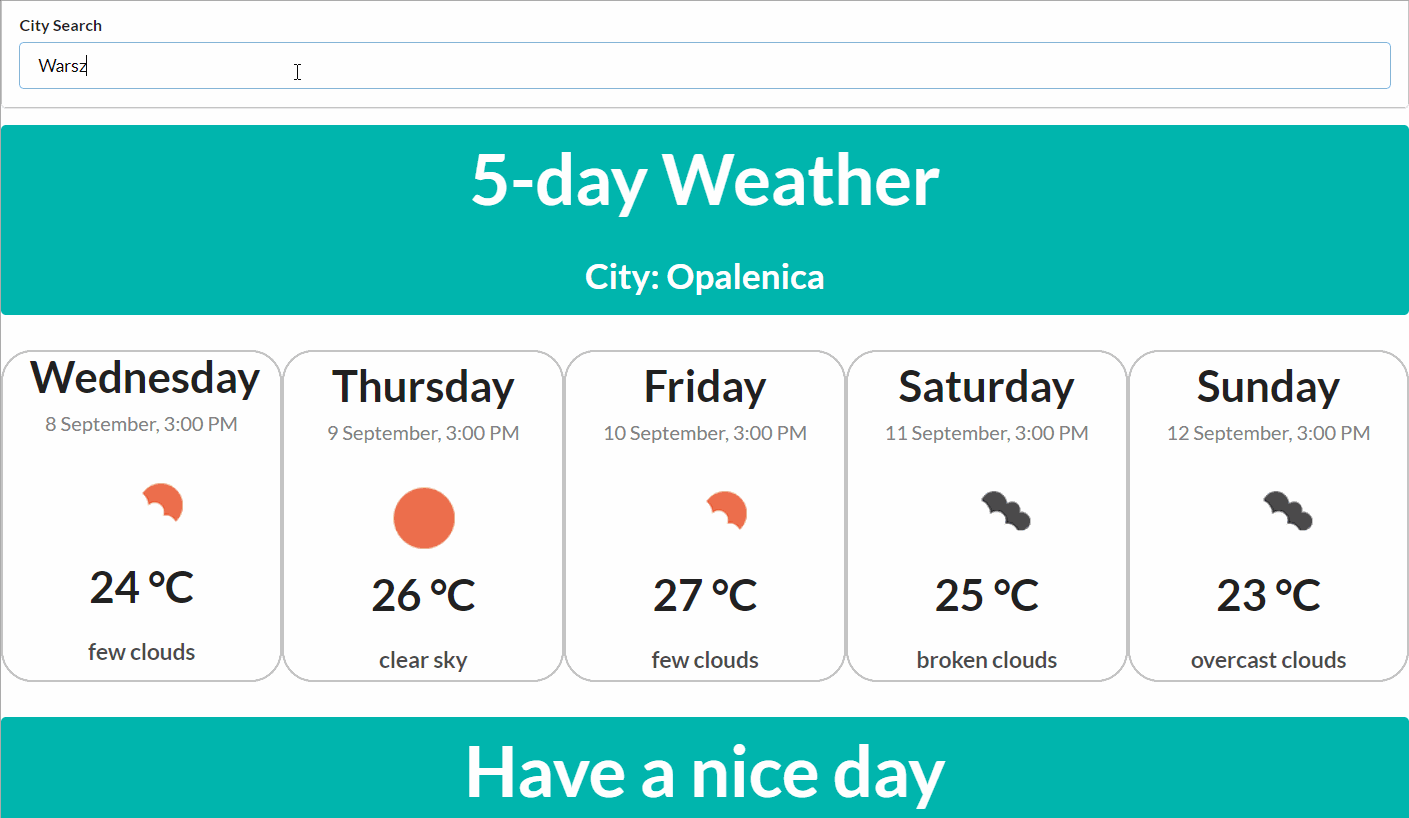 City Search
Warsz
5-day Weather
City: Opalenica
Wednesday
8 September, 3:00 PM
24 °C
few clouds
Thursday
9 September, 3:00 PM
26 °C
clear sky
Friday
10 September, 3:00 PM
27 °C
few clouds
Saturday
11 September, 3:00 PM
25 °C
broken clouds
Sunday
12 September, 3:00 PM
23 °C
overcast clouds
Have a nice day